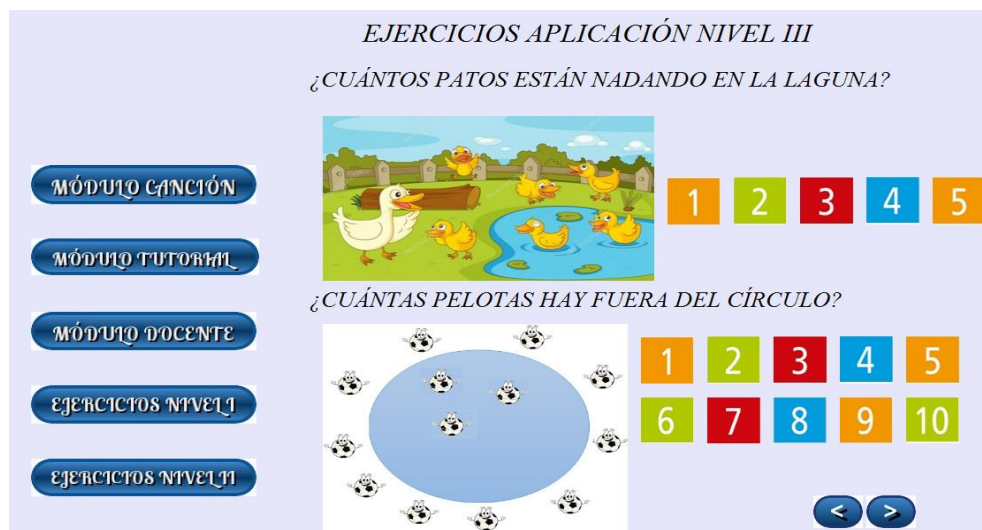 EJERCICIOS APLICACIÓN NIVEL III
¿CUÁNTOS PATOS ESTÁN NADANDO EN LA LAGUNA?
MÓDULO CANCIÓN
MÓDULO TUTORIAL
MÓDULO DOCENTE
EJERCICIOS NIVEL I
EJERCICIOS NIVEL II
1 2 3 4 5
¿CUÁNTAS PELOTAS HAY FUERA DEL CÍRCULO?
1 2 3 4 5
6 7 8 9 10
< >